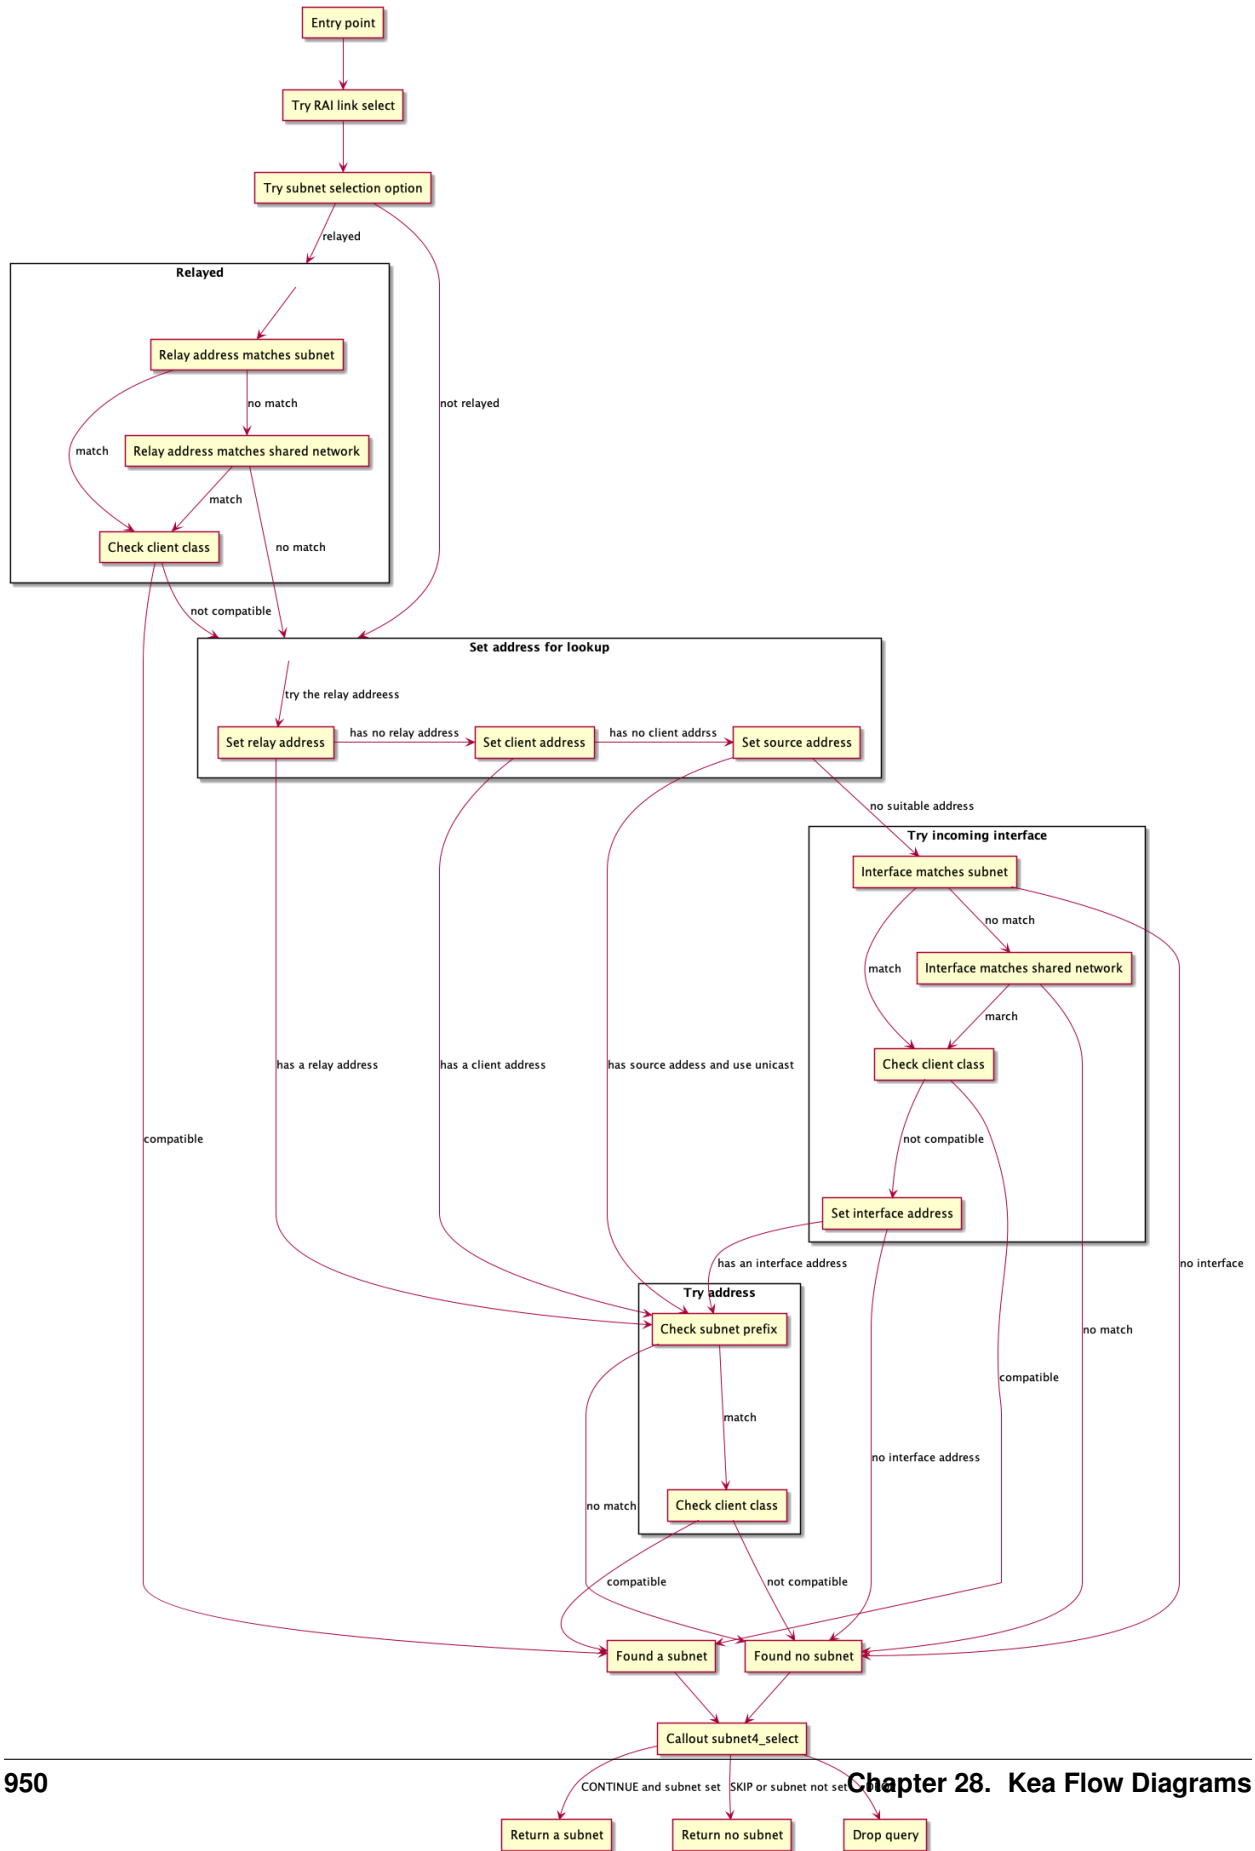 Entry point
Try RAI link select
Try subnet selection option
relayed
Relayed
Relay address matches subnet
no match
not relayed
match
Relay address matches shared network
match
Check client class
no match
not compatible
Set address for lookup
try the relay addreess
Set relay address
has no relay address
Set client address
has no client addrss
Set source address
no suitable address
Try incoming interface
Interface matches subnet
no match
match
Interface matches shared network
march
has a relay address
has a client address
has source addess and use unicast
Check client class
compatible
not compatible
Set interface address
has an interface address
no interface
Try address
Check subnet prefix
no match
compatible
match
no interface address
no match
Check client class
compatible
not compatible
Found a subnet
Found no subnet
Callout subnet4_select
950
Chapter 28. Kea Flow Diagrams
CONTINUE and subnet set
SKIP or subnet not set
Return a subnet
Return no subnet
Drop query